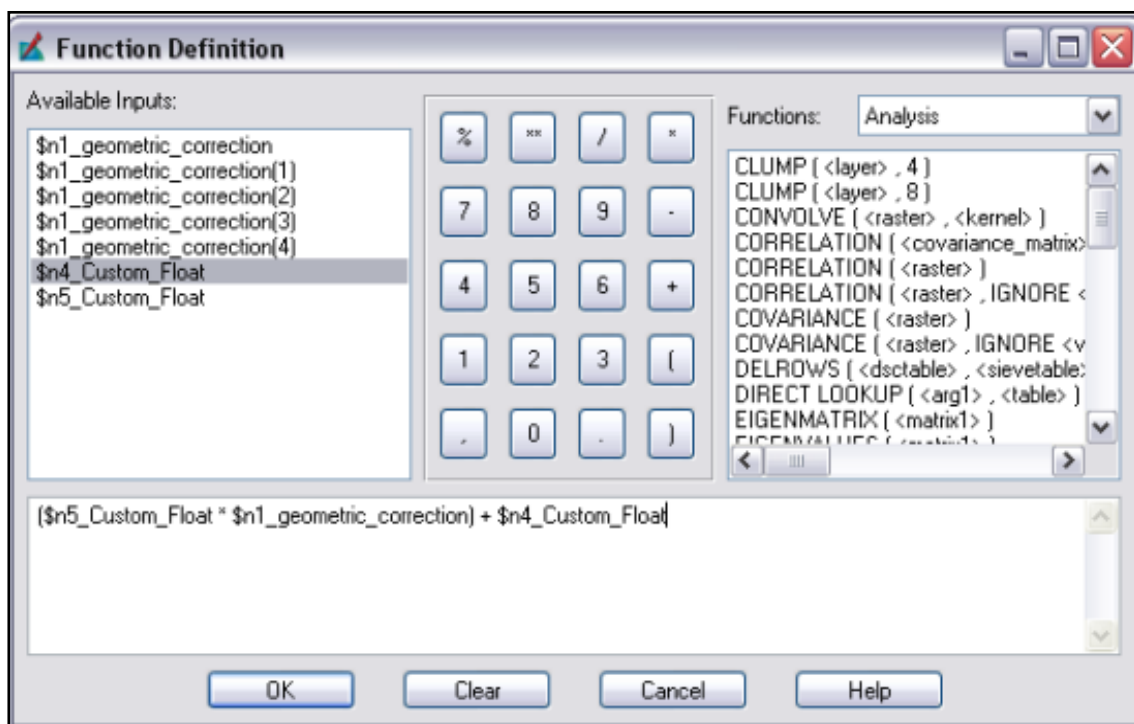 Function Definition
Available Inputs:
$n1_geometric_correction
$n1_geometric_correction(1)
$n1_geometric_correction(2)
$n1_geometric_correction(3)
$n1_geometric_correction(4)
$n4_Custom_Float
$n5_Custom_Float
% ** / *
7 8 9 -
4 5 6 +
1 2 3 (
, 0 . )
Functions: Analysis
CLUMP ( <layer> , 4 )
CLUMP ( <layer> , 8 )
CONVOLVE ( <raster> , <kernel> )
CORRELATION ( <covariance_matrix>
CORRELATION ( <raster> )
CORRELATION ( <raster> , IGNORE <
COVARIANCE ( <raster> )
COVARIANCE ( <raster> , IGNORE <v
DELROWS ( <dsctable> , <sievetable>
DIRECT LOOKUP ( <arg1> , <table> )
EIGENMATRIX ( <matrix1> )
EIGENVALUES ( <matrix1> )
($n5_Custom_Float * $n1_geometric_correction) + $n4_Custom_Float
OK Clear Cancel Help